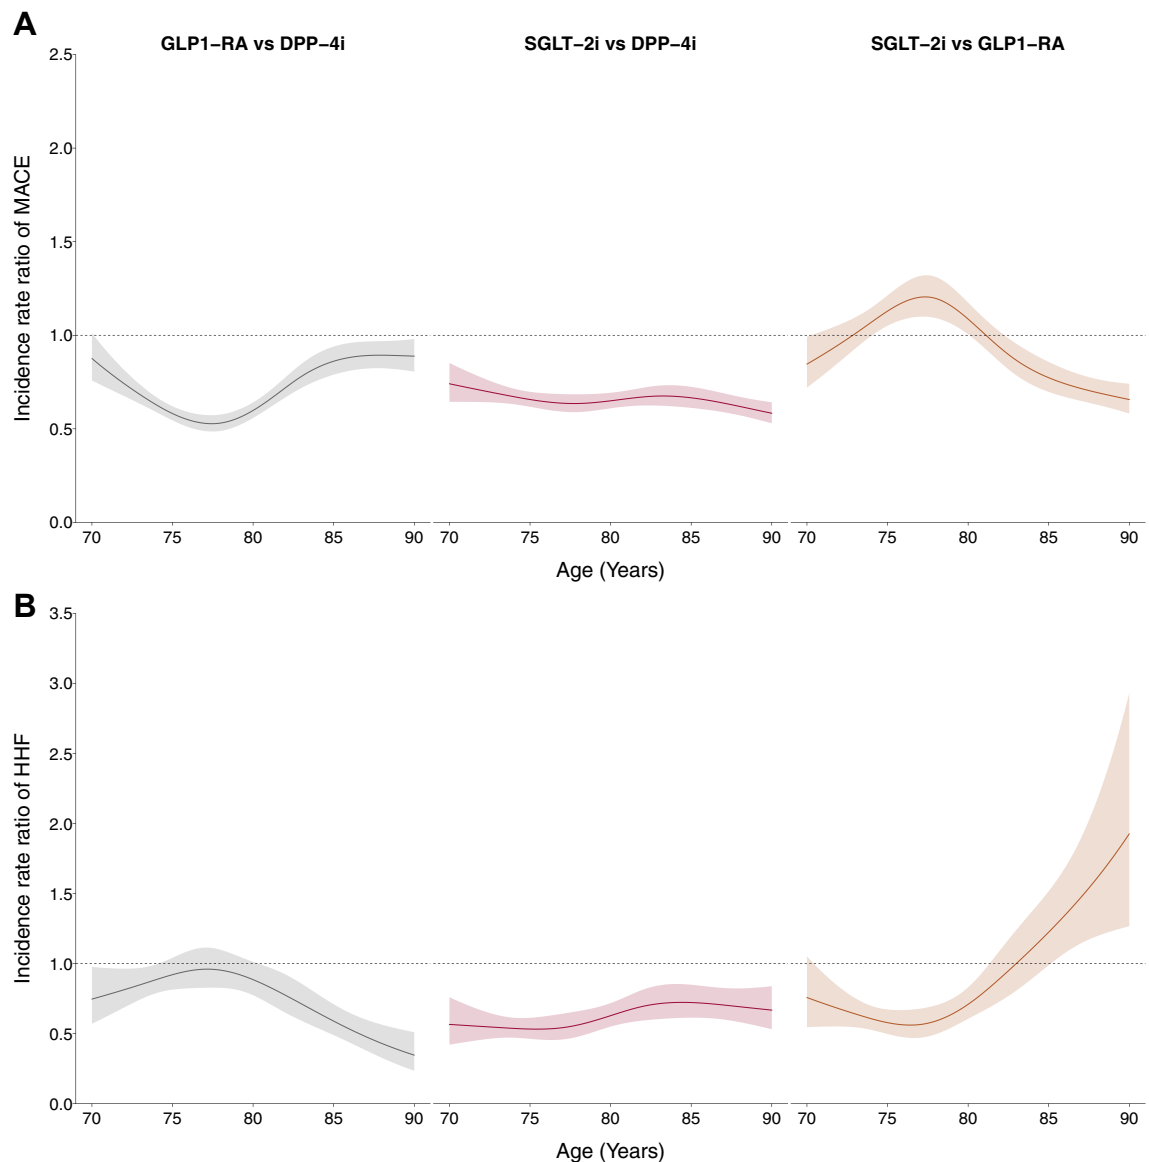 A
GLP1−RA vs DPP−4i
SGLT−2i vs DPP−4i
SGLT−2i vs GLP1−RA
Incidence rate ratio of MACE
2.5
2.0
1.5
1.0
0.5
0.0
70 75 80 85 90 70 75 80 85 90 70 75 80 85 90
Age (Years)
B
Incidence rate ratio of HHF
3.5
3.0
2.5
2.0
1.5
1.0
0.5
0.0
70 75 80 85 90 70 75 80 85 90 70 75 80 85 90
Age (Years)